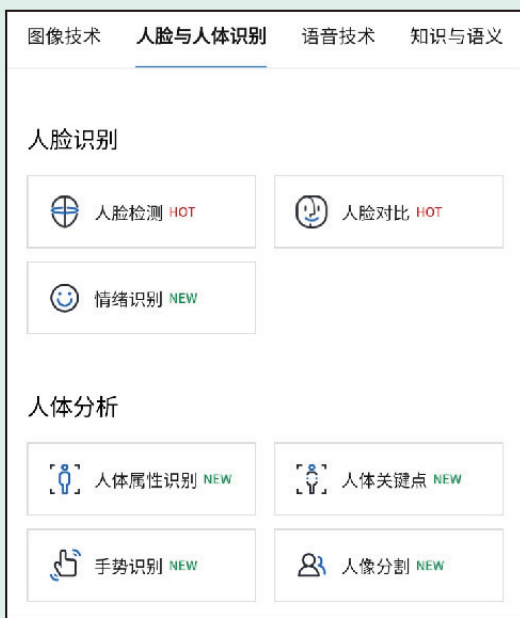 图像技术 人脸与人体识别 语音技术 知识与语义
人脸识别
人脸检测 HOT 人脸对比 HOT
情绪识别 NEW
人体分析
人体属性识别 NEW 人体关键点 NEW
手势识别 NEW 人像分割 NEW